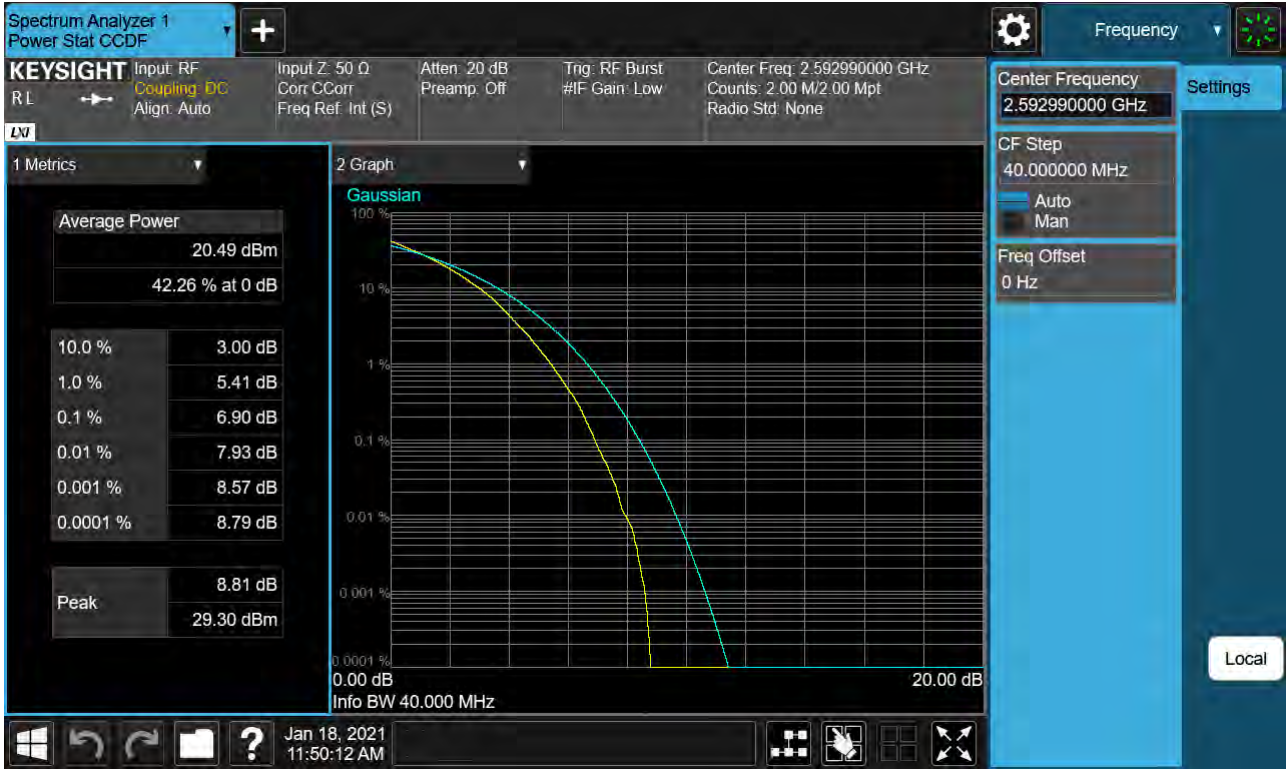 Spectrum Analyzer 1
Power Stat CCDF
+
Frequency
KEYSIGHT
RL
LXI
Input: RF
Coupling: DC
Align: Auto
Input Z: 50 Ω
Corr CCorr
Freq Ref: Int (S)
Atten: 20 dB
Preamp: Off
Trig: RF Burst
#IF Gain: Low
Center Freq: 2.592990000 GHz
Counts: 2.00 M/2.00 Mpt
Radio Std: None
Center Frequency
2.592990000 GHz
Settings
CF Step
40.000000 MHz
Auto
Man
Freq Offset
0 Hz
1 Metrics
Average Power
20.49 dBm
42.26 % at 0 dB
10.0 % 3.00 dB
1.0 % 5.41 dB
0.1 % 6.90 dB
0.01 % 7.93 dB
0.001 % 8.57 dB
0.0001 % 8.79 dB
Peak
8.81 dB
29.30 dBm
2 Graph
Gaussian
100 %
10 %
1 %
0.1 %
0.01 %
0.001 %
0.0001 %
0.00 dB 20.00 dB
Info BW 40.000 MHz
Local
?
Jan 18, 2021
11:50:12 AM